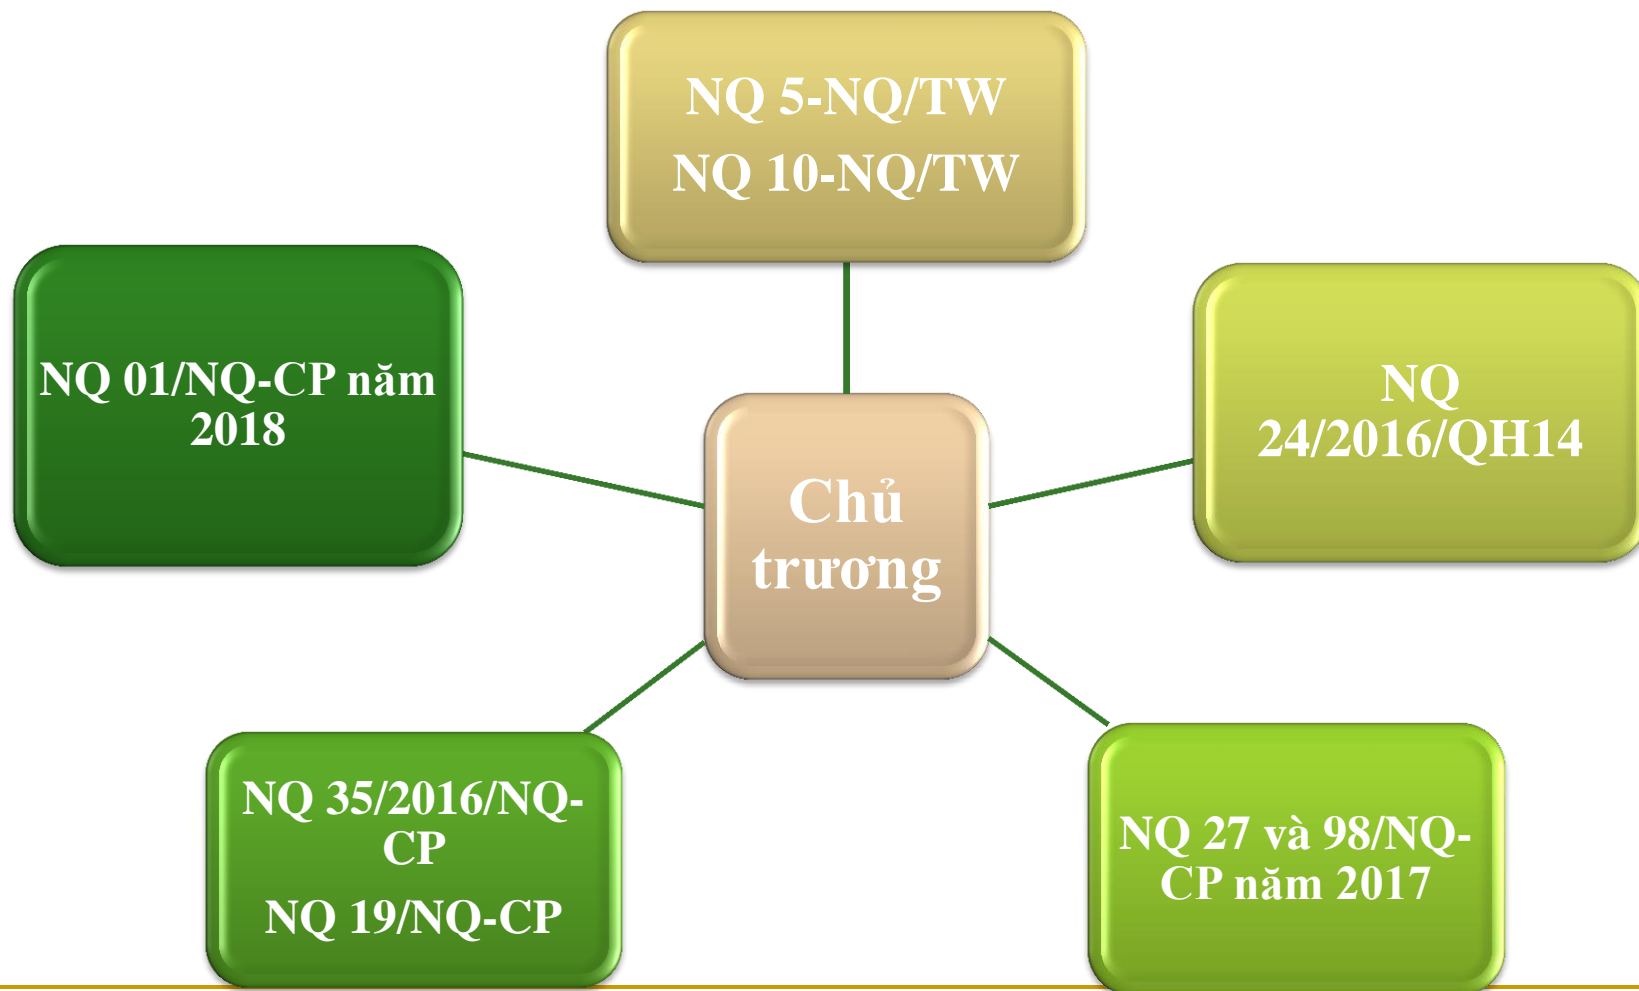 NQ 5-NQ/TW
NQ 10-NQ/TW
NQ 01/NQ-CP năm
2018
NQ
24/2016/QH14
Chủ
trương
NQ 35/2016/NQ-
CP
NQ 19/NQ-CP
NQ 27 và 98/NQ-
CP năm 2017